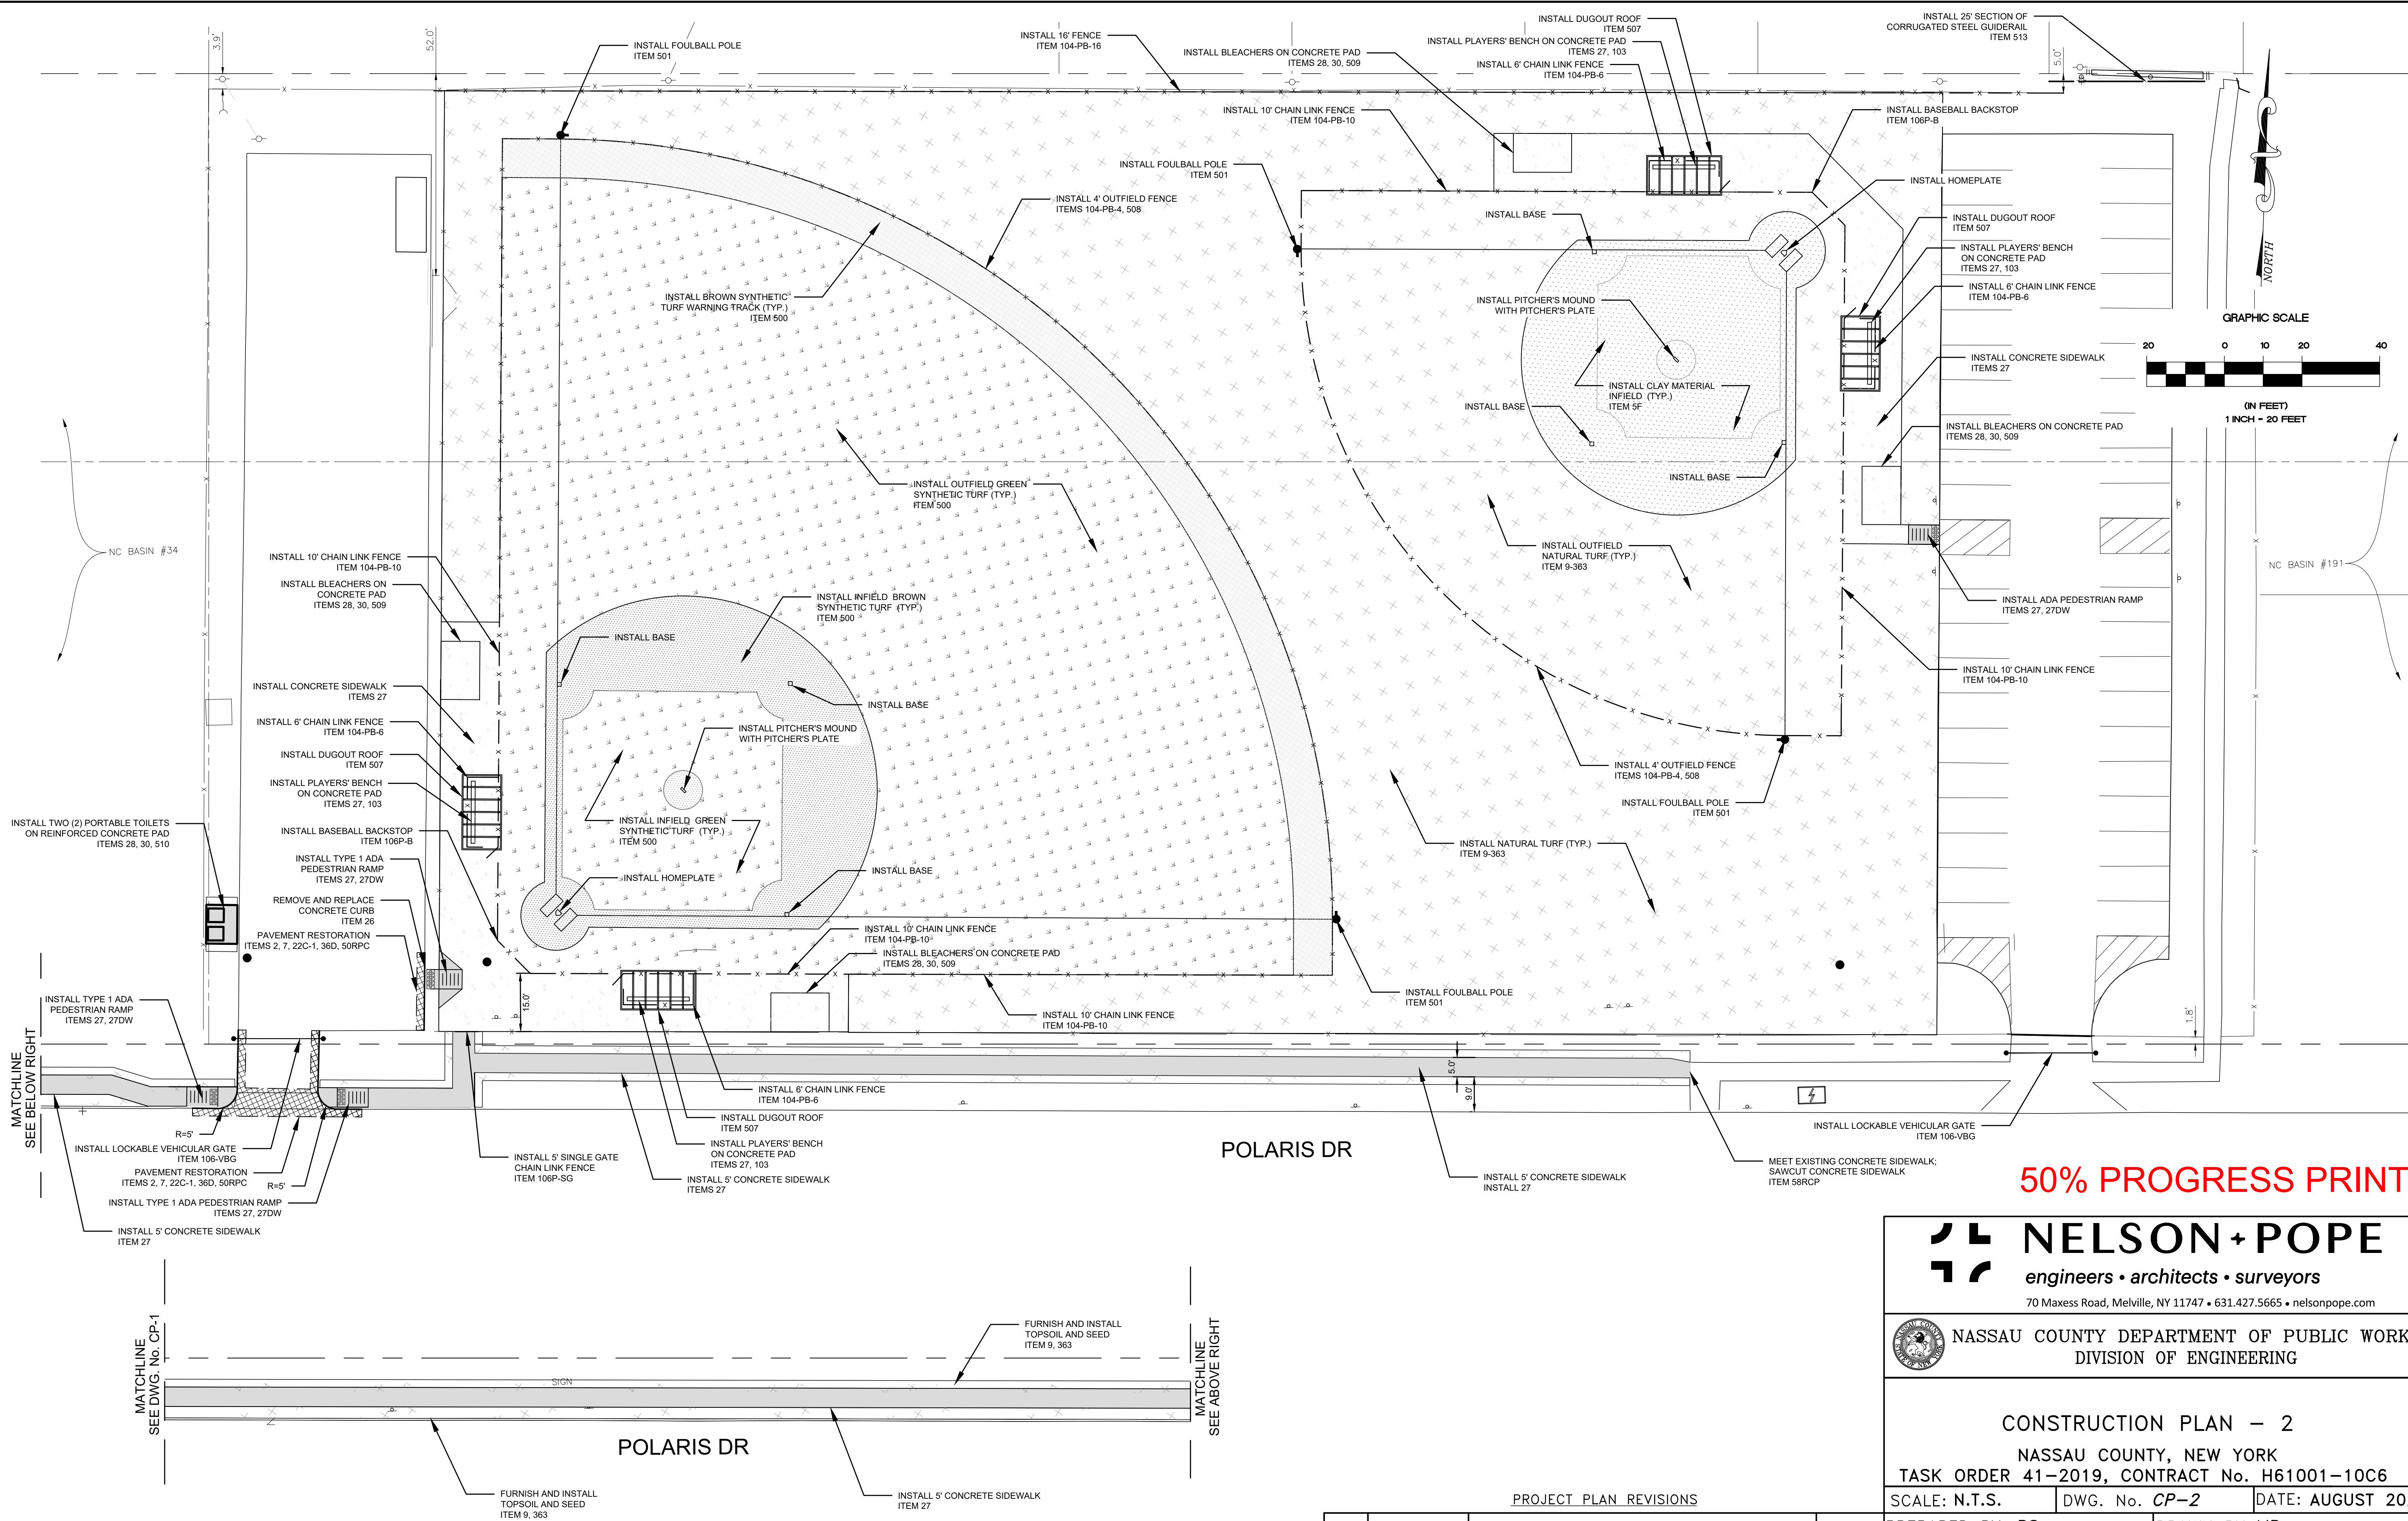 3.9'
52.0'
INSTALL FOULBALL POLE
ITEM 501
INSTALL 16' FENCE
ITEM 104-PB-16
INSTALL BLEACHERS ON CONCRETE PAD
ITEMS 28, 30, 509
INSTALL DUGOUT ROOF
ITEM 507
INSTALL PLAYERS' BENCH ON CONCRETE PAD
ITEMS 27, 103
INSTALL 6' CHAIN LINK FENCE
ITEM 104-PB-6
INSTALL 25' SECTION OF
CORRUGATED STEEL GUIDERAIL
ITEM 513
5.0'
INSTALL 10' CHAIN LINK FENCE
ITEM 104-PB-10
INSTALL BASEBALL BACKSTOP
ITEM 106P-B
INSTALL FOULBALL POLE
ITEM 501
INSTALL HOMEPLATE
INSTALL 4' OUTFIELD FENCE
ITEMS 104-PB-4, 508
INSTALL BASE
INSTALL DUGOUT ROOF
ITEM 507
INSTALL PLAYERS' BENCH
ON CONCRETE PAD
ITEMS 27, 103
NORTH
INSTALL 6' CHAIN LINK FENCE
ITEM 104-PB-6
INSTALL BROWN SYNTHETIC
TURF WARNING TRACK (TYP.)
ITEM 500
INSTALL PITCHER'S MOUND
WITH PITCHER'S PLATE
GRAPHIC SCALE
20 0 10 20 40
(IN FEET)
1 INCH = 20 FEET
INSTALL CONCRETE SIDEWALK
ITEMS 27
INSTALL CLAY MATERIAL
INFIELD (TYP.)
ITEM 5F
INSTALL BASE
INSTALL BLEACHERS ON CONCRETE PAD
ITEMS 28, 30, 509
INSTALL BASE
INSTALL OUTFIELD GREEN
SYNTHETIC TURF (TYP.)
ITEM 500
NC BASIN #34
INSTALL 10' CHAIN LINK FENCE
ITEM 104-PB-10
INSTALL OUTFIELD
NATURAL TURF (TYP.)
ITEM 9-363
NC BASIN #191
INSTALL BLEACHERS ON
CONCRETE PAD
ITEMS 28, 30, 509
INSTALL INFIELD BROWN
SYNTHETIC TURF (TYP.)
ITEM 500
INSTALL ADA PEDESTRIAN RAMP
ITEMS 27, 27DW
INSTALL BASE
INSTALL 10' CHAIN LINK FENCE
ITEM 104-PB-10
INSTALL CONCRETE SIDEWALK
ITEMS 27
INSTALL BASE
INSTALL 6' CHAIN LINK FENCE
ITEM 104-PB-6
INSTALL PITCHER'S MOUND
WITH PITCHER'S PLATE
INSTALL DUGOUT ROOF
ITEM 507
INSTALL 4' OUTFIELD FENCE
ITEMS 104-PB-4, 508
INSTALL PLAYERS' BENCH
ON CONCRETE PAD
ITEMS 27, 103
INSTALL FOULBALL POLE
ITEM 501
INSTALL TWO (2) PORTABLE TOILETS
ON REINFORCED CONCRETE PAD
ITEMS 28, 30, 510
INSTALL INFIELD GREEN
SYNTHETIC TURF (TYP.)
ITEM 500
INSTALL BASEBALL BACKSTOP
ITEM 106P-B
INSTALL NATURAL TURF (TYP.)
ITEM 9-363
INSTALL TYPE 1 ADA
PEDESTRIAN RAMP
ITEMS 27, 27DW
INSTALL HOMEPLATE
INSTALL BASE
REMOVE AND REPLACE
CONCRETE CURB
ITEM 26
PAVEMENT RESTORATION
ITEMS 2, 7, 22C-1, 36D, 50RPC
INSTALL 10' CHAIN LINK FENCE
ITEM 104-PB-10
INSTALL BLEACHERS ON CONCRETE PAD
ITEMS 28, 30, 509
INSTALL TYPE 1 ADA
PEDESTRIAN RAMP
ITEMS 27, 27DW
15.0'
INSTALL FOULBALL POLE
ITEM 501
INSTALL 10' CHAIN LINK FENCE
ITEM 104-PB-10
1.8'
MATCHLINE
SEE BELOW RIGHT
5.0'
9.0'
INSTALL 6' CHAIN LINK FENCE
ITEM 104-PB-6
INSTALL DUGOUT ROOF
ITEM 507
INSTALL PLAYERS' BENCH
ON CONCRETE PAD
ITEMS 27, 103
INSTALL 5' CONCRETE SIDEWALK
ITEMS 27
R=5'
INSTALL LOCKABLE VEHICULAR GATE
ITEM 106-VBG
PAVEMENT RESTORATION
ITEMS 2, 7, 22C-1, 36D, 50RPC
R=5'
INSTALL TYPE 1 ADA PEDESTRIAN RAMP
ITEMS 27, 27DW
INSTALL 5' CONCRETE SIDEWALK
ITEM 27
INSTALL 5' SINGLE GATE
CHAIN LINK FENCE
ITEM 106P-SG
POLARIS DR
INSTALL 5' CONCRETE SIDEWALK
INSTALL 27
INSTALL LOCKABLE VEHICULAR GATE
ITEM 106-VBG
MEET EXISTING CONCRETE SIDEWALK;
SAWCUT CONCRETE SIDEWALK
ITEM 58RCP
50% PROGRESS PRINT
NELSON + POPE
engineers • architects • surveyors
70 Maxess Road, Melville, NY 11747 • 631.427.5665 • nelsonpope.com
NASSAU COUNTY DEPARTMENT OF PUBLIC WORK
DIVISION OF ENGINEERING
CONSTRUCTION PLAN - 2
NASSAU COUNTY, NEW YORK
TASK ORDER 41-2019, CONTRACT No. H61001-10C6
SCALE: N.T.S. DWG. No. CP-2 DATE: AUGUST 20
MATCHLINE
SEE DWG. No. CP-1
SIGN
FURNISH AND INSTALL
TOPSOIL AND SEED
ITEM 9, 363
MATCHLINE
SEE ABOVE RIGHT
POLARIS DR
FURNISH AND INSTALL
TOPSOIL AND SEED
ITEM 9, 363
INSTALL 5' CONCRETE SIDEWALK
ITEM 27
PROJECT PLAN REVISIONS